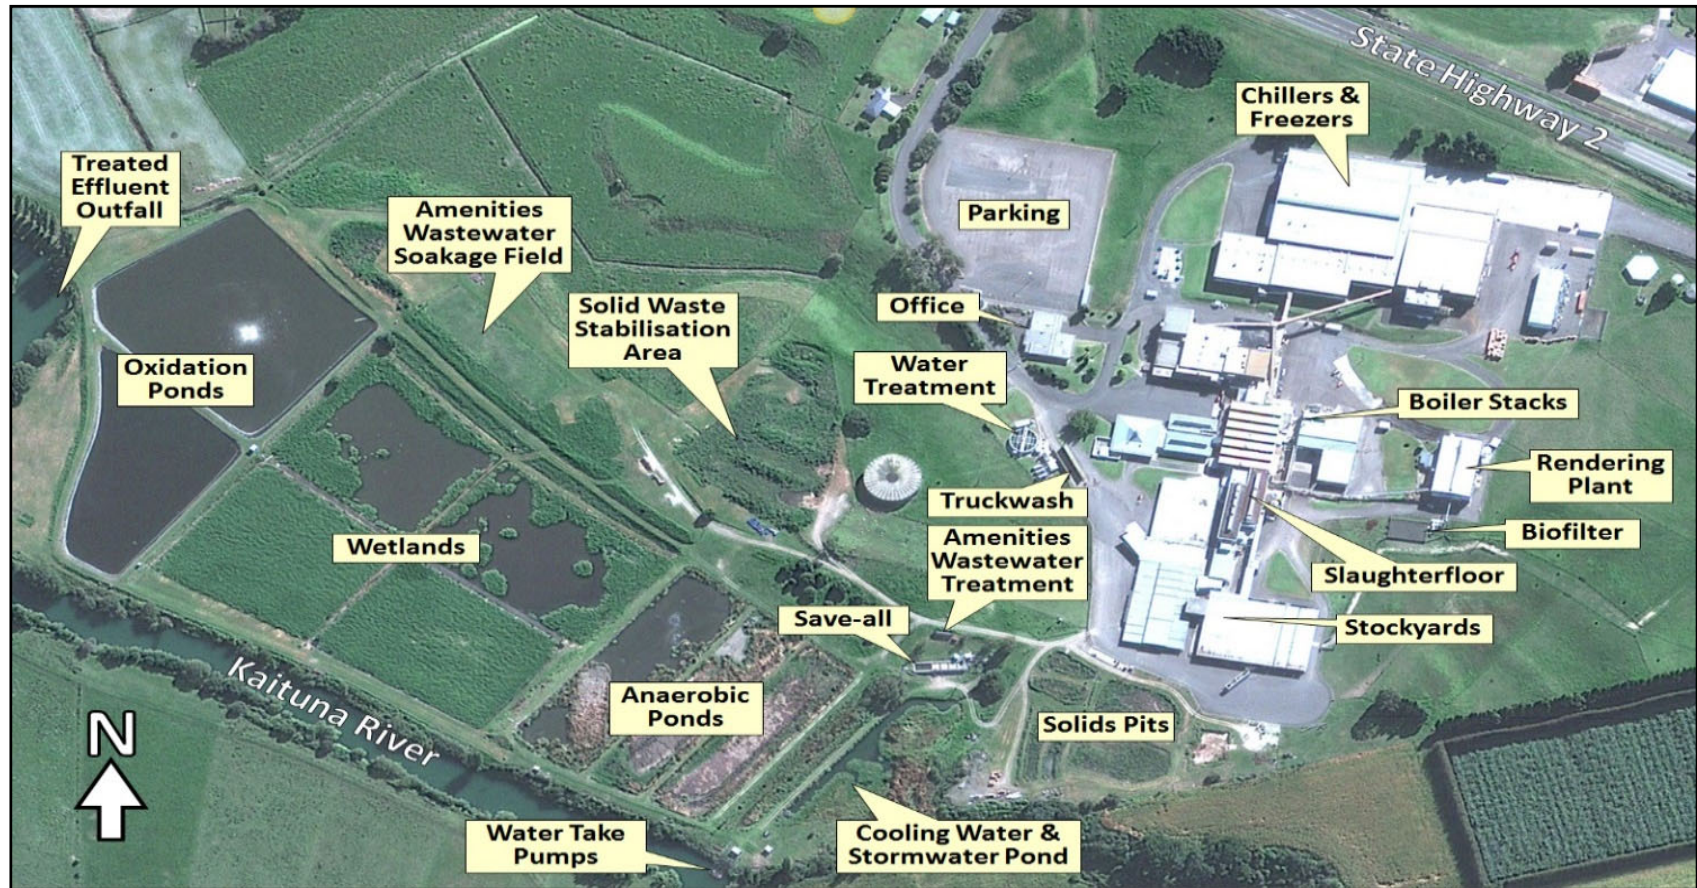 State Highway 2
Chillers &
Freezers
Treated
Effluent
Outfall
Amenities
Wastewater
Soakage Field
Parking
Solid Waste
Stabilisation
Area
Office
Oxidation
Ponds
Water
Treatment
Boiler Stacks
Rendering
Plant
Truckwash
Wetlands
Amenities
Wastewater
Treatment
Biofilter
Slaughterfloor
Save-all
Stockyards
Kaituna River
Anaerobic
Ponds
Solids Pits
N
Water Take
Pumps
Cooling Water &
Stormwater Pond